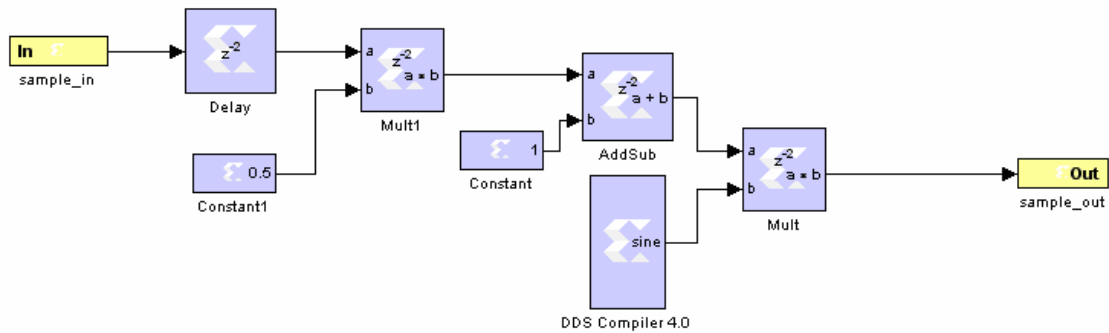 In
sample_in
z-2
Delay
0.5
Constant1
a
b
z-2
a * b
Mult1
1
Constant
a
b
z-2
a + b
AddSub
sine
DDS Compiler 4.0
a
b
z-2
a * b
Mult
Out
sample_out